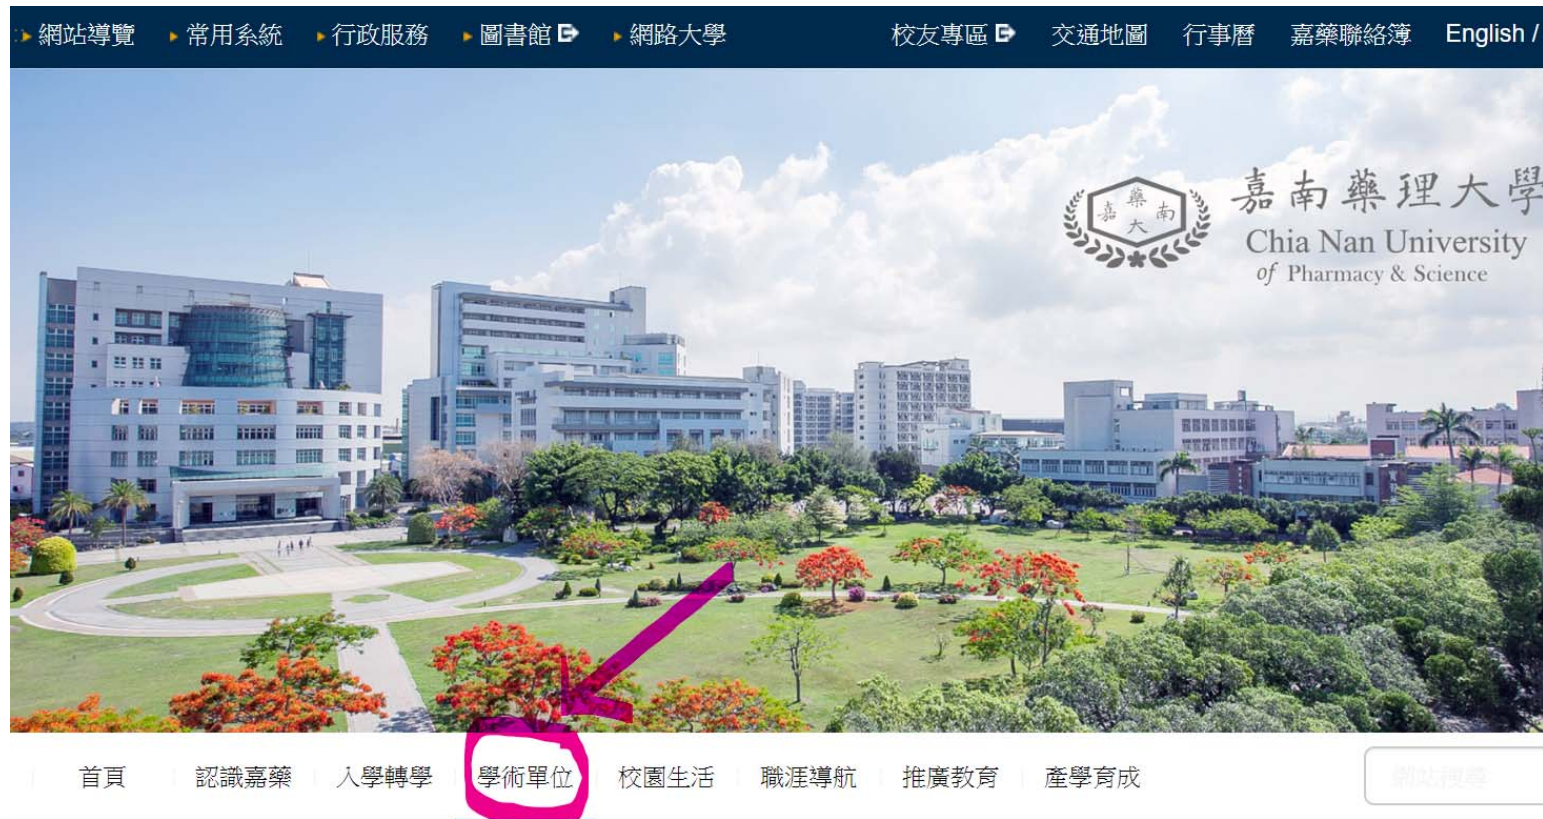 網站導覽 常用系統 行政服務 圖書館 網路大學 校友專區 交通地圖 行事曆 嘉藥聯絡簿 English /
嘉 藥 南
大
嘉南藥理大學
Chia Nan University
of Pharmacy & Science
首頁 認識嘉藥 入學轉學 學術單位 校園生活 職涯導航 推廣教育 產學育成
網站搜尋